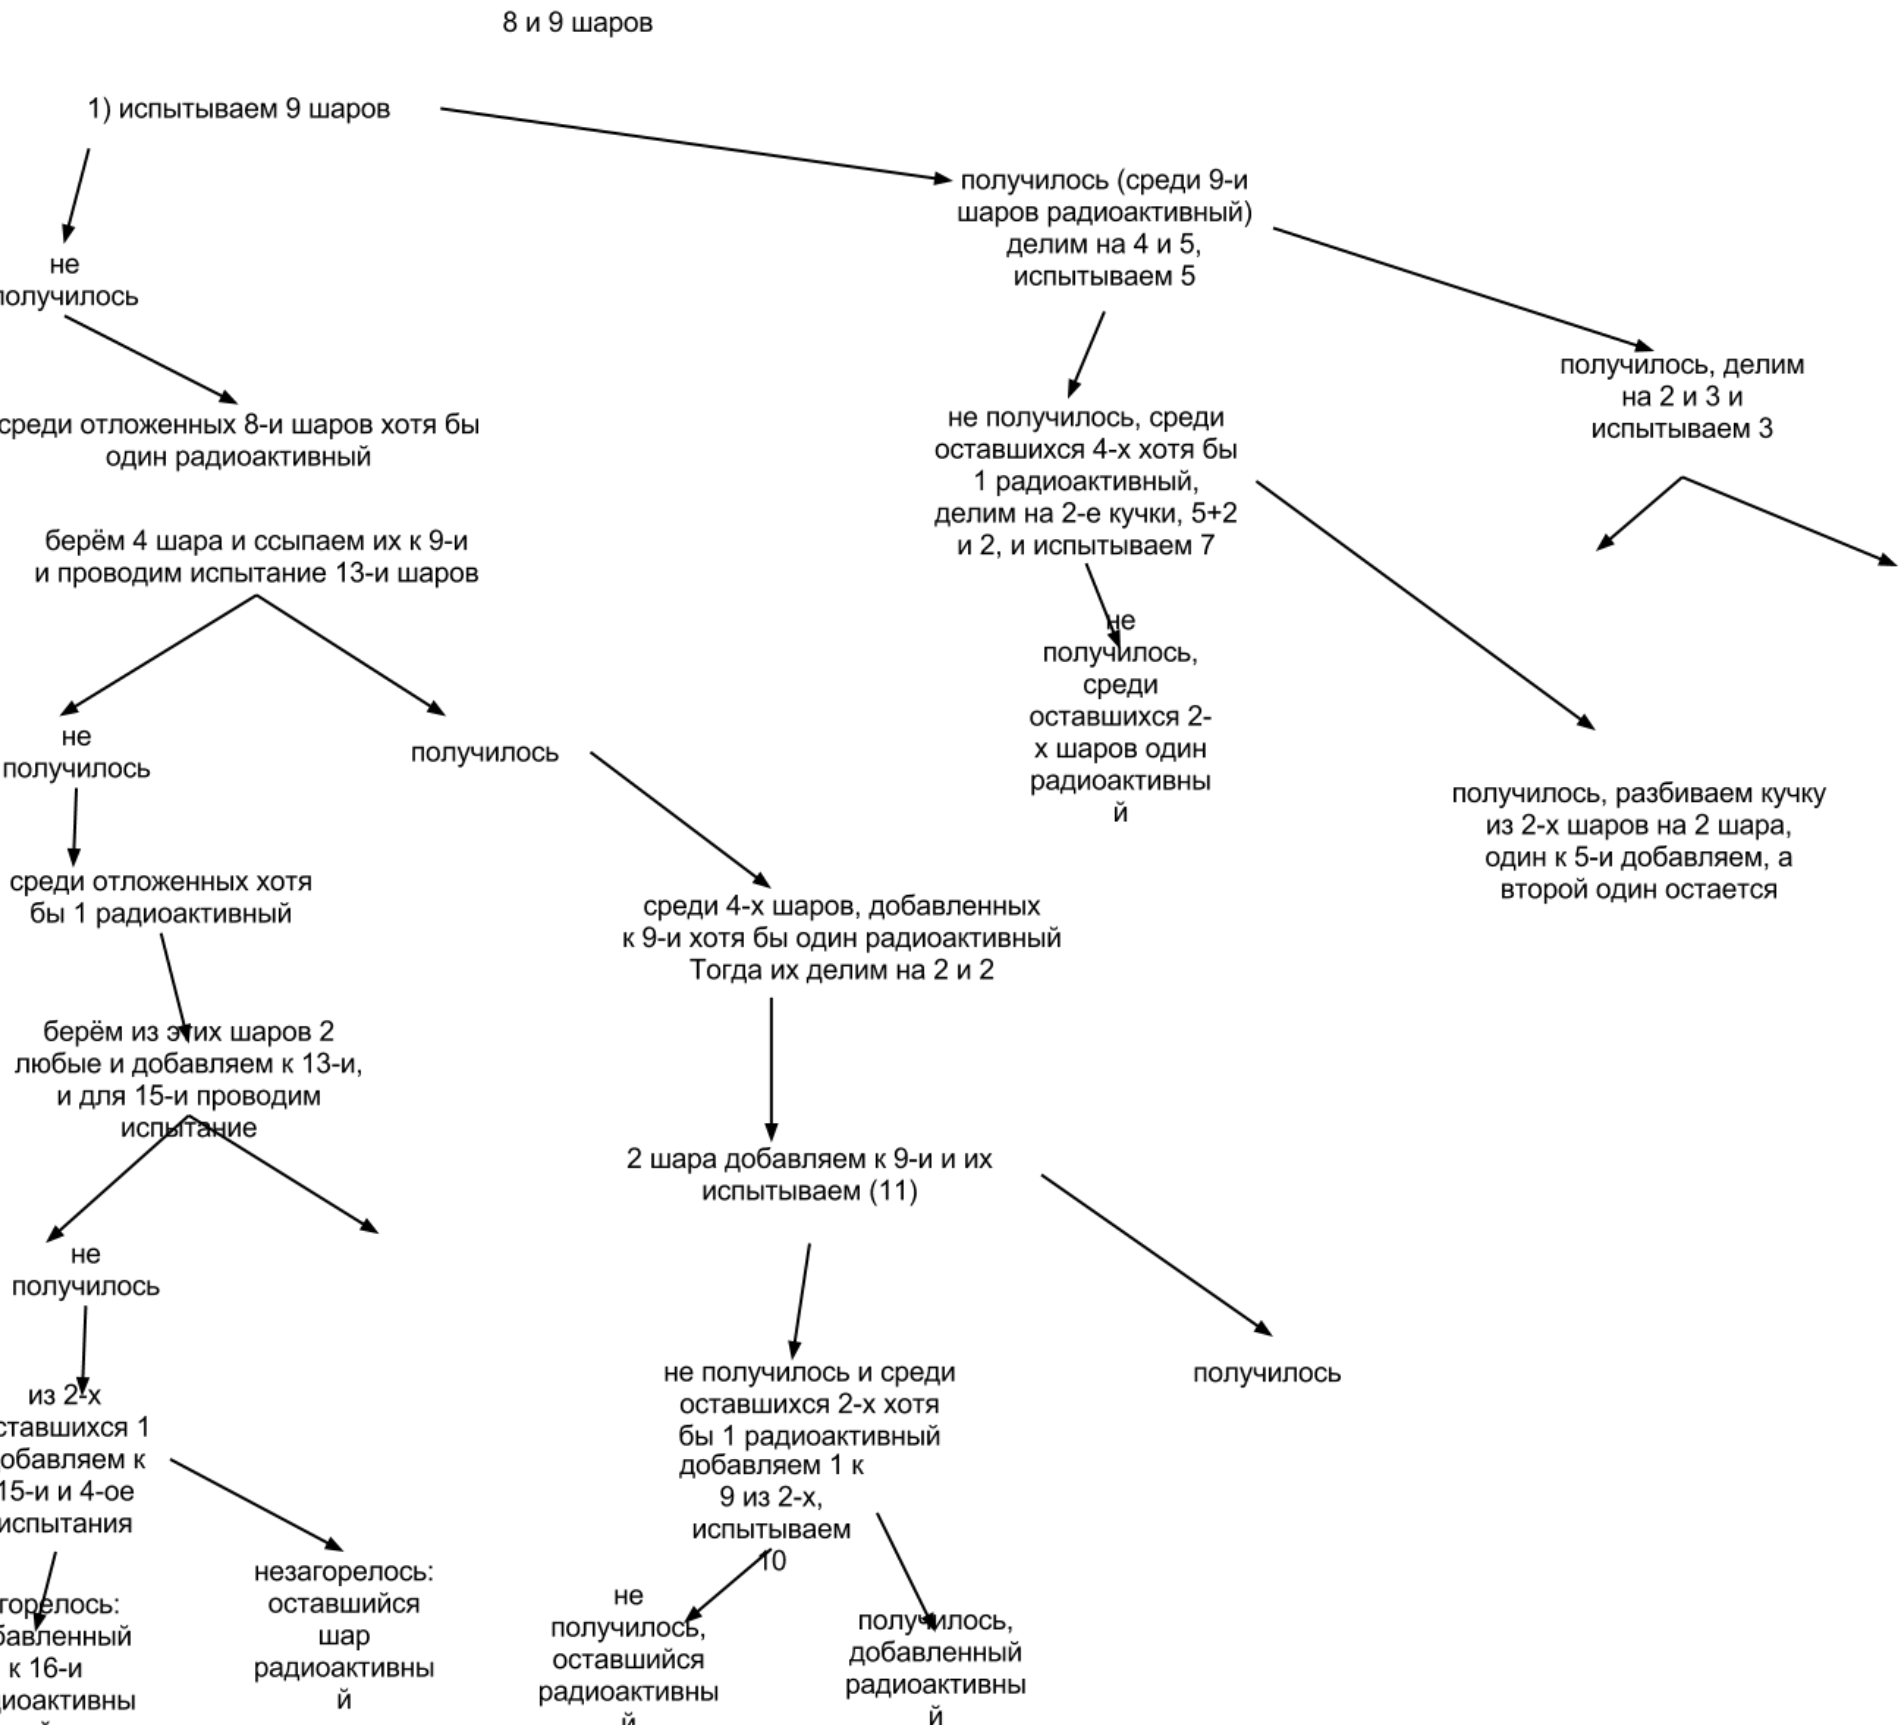 8 и 9 шаров
1) испытываем 9 шаров
не
получилось
среди отложенных 8-и шаров хотя бы
один радиоактивный
берём 4 шара и ссыпаем их к 9-и
и проводим испытание 13-и шаров
не
получилось
получилось
среди отложенных хотя
бы 1 радиоактивный
берём из этих шаров 2
любые и добавляем к 13-и,
и для 15-и проводим
испытание
не
получилось
из 2-х
ставшихся 1
обавляем к
15-и и 4-ое
испытания
горелось:
бавленный
к 16-и
диоактивны
й
незагорелось:
оставшийся
шар
радиоактивны
й
среди 4-х шаров, добавленных
к 9-и хотя бы один радиоактивный
Тогда их делим на 2 и 2
2 шара добавляем к 9-и и их
испытываем (11)
не получилось и среди
оставшихся 2-х хотя
бы 1 радиоактивный
добавляем 1 к
9 из 2-х,
испытываем
10
не
получилось,
оставшийся
радиоактивны
й
получилось,
добавленный
радиоактивны
й
получилось
получилось (среди 9-и
шаров радиоактивный)
делим на 4 и 5,
испытываем 5
не получилось, среди
оставшихся 4-х хотя бы
1 радиоактивный,
делим на 2-е кучки, 5+2
и 2, и испытываем 7
не
получилось,
среди
оставшихся 2-
х шаров один
радиоактивны
й
получилось, делим
на 2 и 3 и
испытываем 3
получилось, разбиваем кучку
из 2-х шаров на 2 шара,
один к 5-и добавляем, а
второй один остается